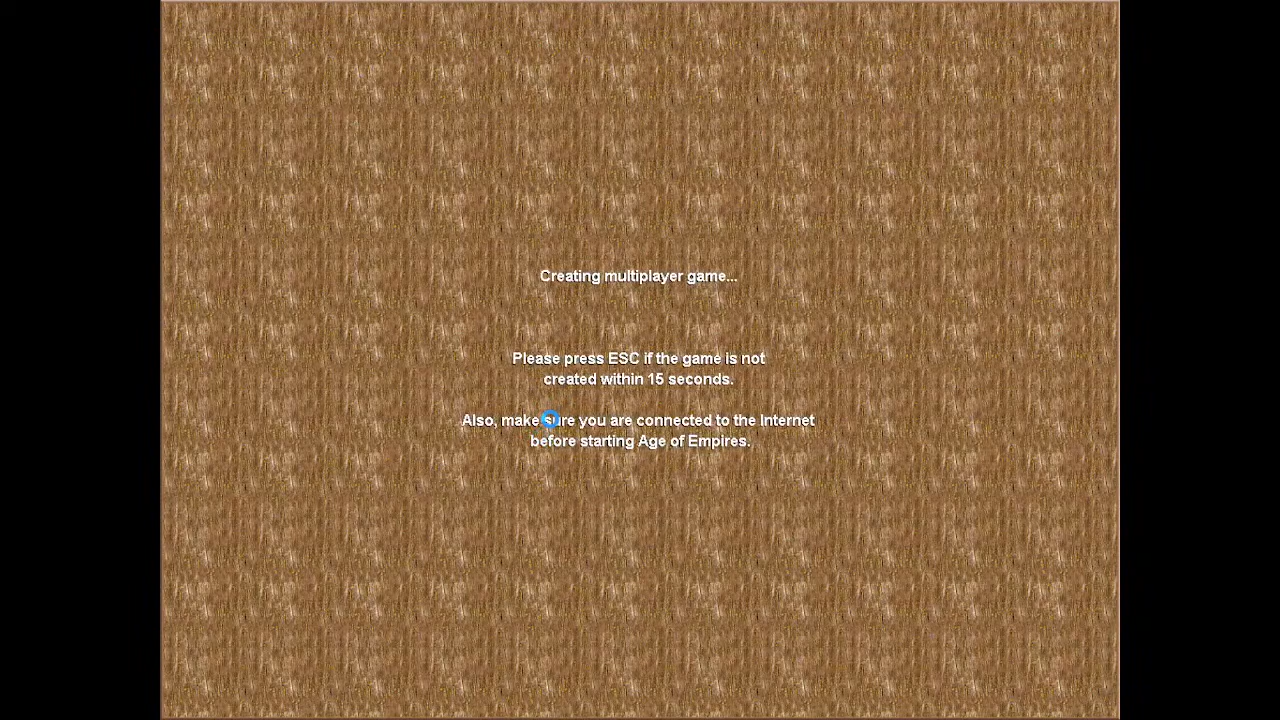 Creating multiplayer game...
Please press ESC if the game is not
created within 15 seconds.
Also, make sure you are connected to the Internet
before starting Age of Empires.